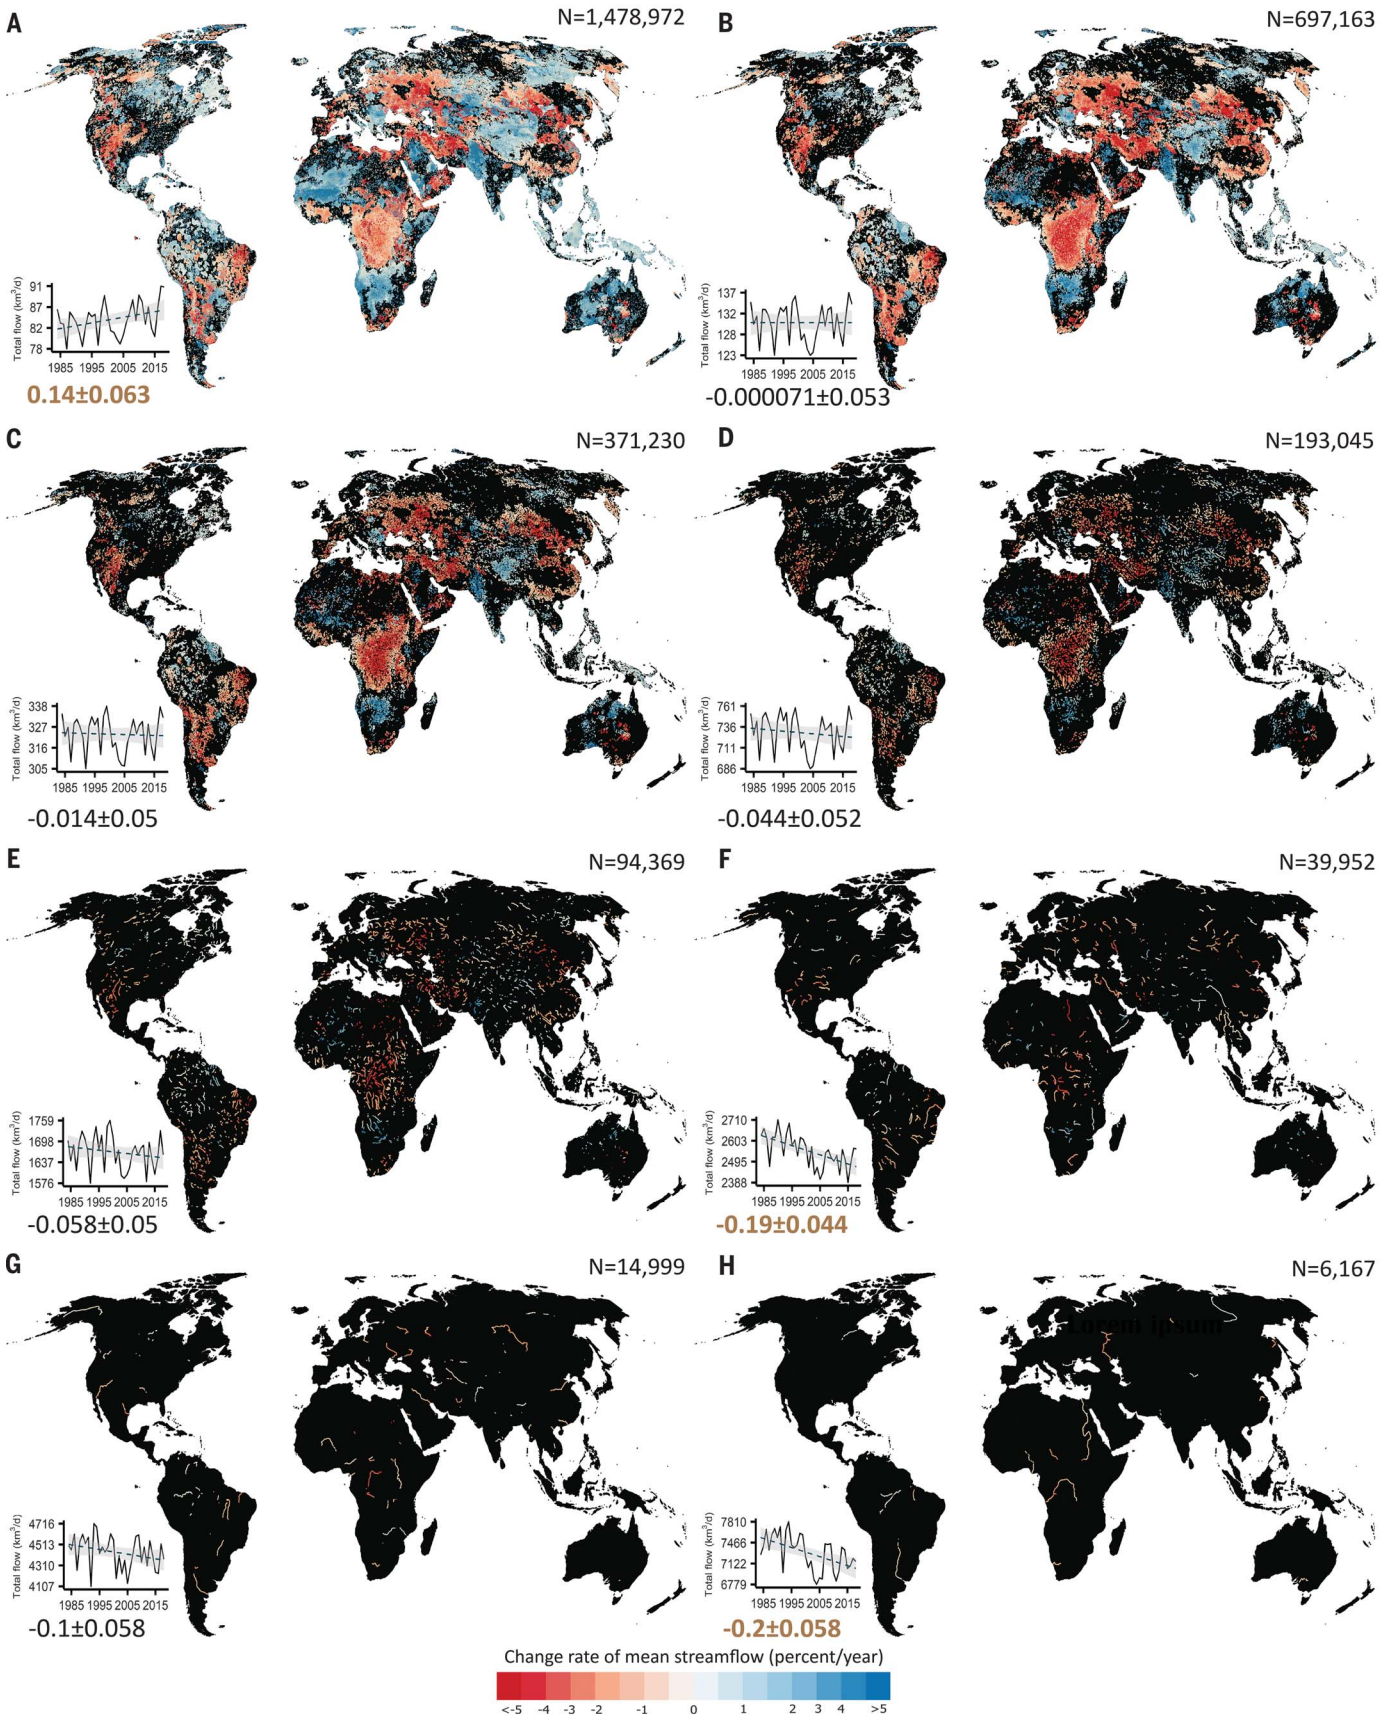 A
N=1,478,972
Total flow (km³/d)
91
87
82
78
1985 1995 2005 2015
0.14±0.063
B
N=697,163
Total flow (km³/d)
137
132
128
123
1985 1995 2005 2015
-0.000071±0.053
C
N=371,230
Total flow (km³/d)
338
327
316
305
1985 1995 2005 2015
-0.014±0.05
D
N=193,045
Total flow (km³/d)
761
736
711
686
1985 1995 2005 2015
-0.044±0.052
E
N=94,369
Total flow (km³/d)
1759
1698
1637
1576
1985 1995 2005 2015
-0.058±0.05
F
N=39,952
Total flow (km³/d)
2710
2603
2495
2388
1985 1995 2005 2015
-0.19±0.044
G
N=14,999
Total flow (km³/d)
4716
4513
4310
4107
1985 1995 2005 2015
-0.1±0.058
H
N=6,167
Lorem ipsum
Total flow (km³/d)
7810
7466
7122
6779
1985 1995 2005 2015
-0.2±0.058
Change rate of mean streamflow (percent/year)
<-5 -4 -3 -2 -1 0 1 2 3 4 >5